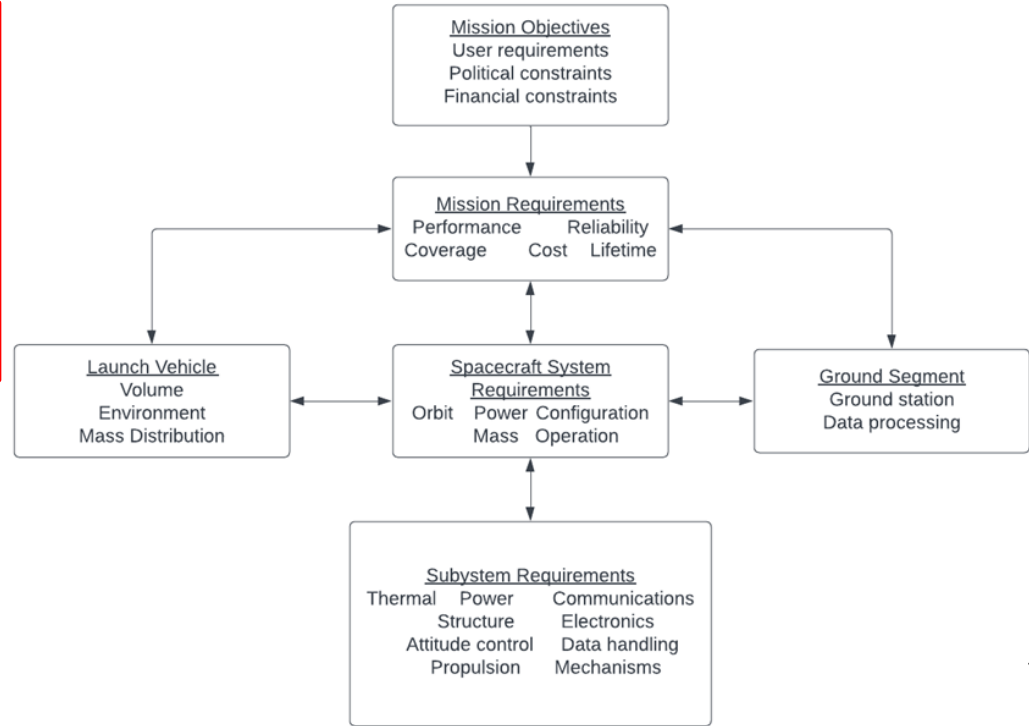 Mission Objectives
User requirements
Political constraints
Financial constraints
Mission Requirements
Performance Reliability
Coverage Cost Lifetime
Launch Vehicle
Volume
Environment
Mass Distribution
Spacecraft System
Requirements
Orbit Power Configuration
Mass Operation
Ground Segment
Ground station
Data processing
Subystem Requirements
Thermal Power Communications
Structure Electronics
Attitude control Data handling
Propulsion Mechanisms